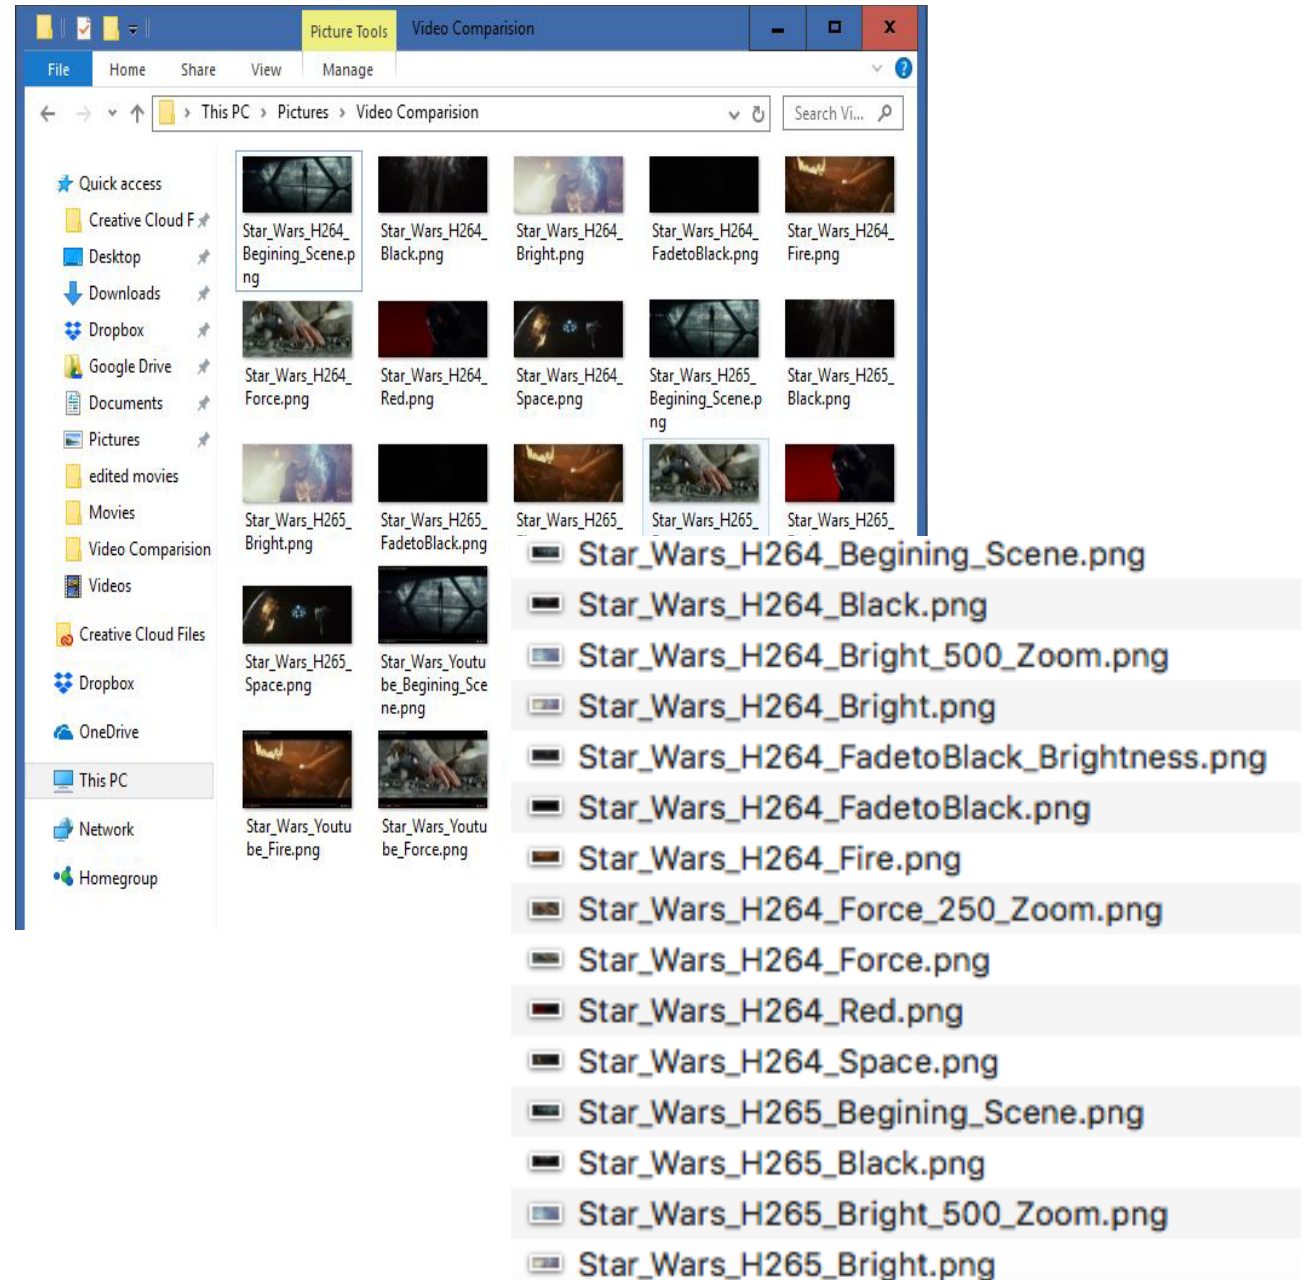 Picture Tools
Video Comparision
File
Home
Share
View
Manage
This PC > Pictures > Video Comparision
Search Vi...
Quick access
Creative Cloud F
Desktop
Downloads
Dropbox
Google Drive
Documents
Pictures
edited movies
Movies
Video Comparision
Videos
Creative Cloud Files
Dropbox
OneDrive
This PC
Network
Homegroup
Star_Wars_H264_
Begining_Scene.p
ng
Star_Wars_H264_
Black.png
Star_Wars_H264_
Bright.png
Star_Wars_H264_
FadetoBlack.png
Star_Wars_H264_
Fire.png
Star_Wars_H264_
Force.png
Star_Wars_H264_
Red.png
Star_Wars_H264_
Space.png
Star_Wars_H265_
Begining_Scene.p
ng
Star_Wars_H265_
Black.png
Star_Wars_H265_
Bright.png
Star_Wars_H265_
FadetoBlack.png
Star_Wars_H265_
Star_Wars_H265_
Star_Wars_H265_
Star_Wars_H265_
Space.png
Star_Wars_Youtu
be_Begining_Sce
ne.png
Star_Wars_Youtu
be_Fire.png
Star_Wars_Youtu
be_Force.png
Star_Wars_H264_Begining_Scene.png
Star_Wars_H264_Black.png
Star_Wars_H264_Bright_500_Zoom.png
Star_Wars_H264_Bright.png
Star_Wars_H264_FadetoBlack_Brightness.png
Star_Wars_H264_FadetoBlack.png
Star_Wars_H264_Fire.png
Star_Wars_H264_Force_250_Zoom.png
Star_Wars_H264_Force.png
Star_Wars_H264_Red.png
Star_Wars_H264_Space.png
Star_Wars_H265_Begining_Scene.png
Star_Wars_H265_Black.png
Star_Wars_H265_Bright_500_Zoom.png
Star_Wars_H265_Bright.png